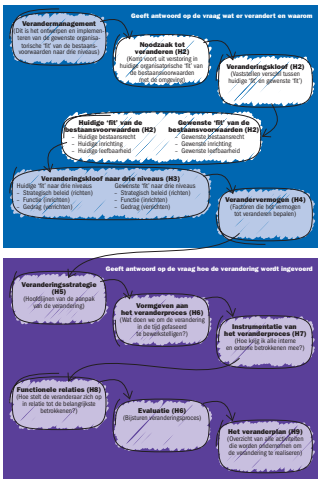 Geeft antwoord op de vraag wat er verandert en waarom
Verandermanagement
(Dit is het ontwerpen en implemen-
teren van de gewenste organisa-
torische 'fit' van de bestaans-
voorwaarden naar drie niveaus)
Noodzaak tot
veranderen (H2)
(Komt voort uit verstoring in
huidige organisatorische 'fit' van
de bestaansvoorwaarden
met de omgeving)
Veranderingskloof (H2)
(Vaststellen verschil tussen
huidige 'fit' en gewenste 'fit')
Huidige 'fit' van de
bestaansvoorwaarden (H2)
– Huidige bestaansrecht
– Huidige inrichting
– Huidige leefbaarheid
Gewenste 'fit' van de
bestaansvoorwaarden (H2)
– Gewenste bestaansrecht
– Gewenste inrichting
– Gewenste leefbaarheid
Veranderingskloof naar drie niveaus (H3)
Huidige 'fit' naar drie niveaus
– Strategisch beleid (richten)
– Functie (inrichten)
– Gedrag (verrichten)
Gewenste 'fit' naar drie niveaus
– Strategisch beleid (richten)
– Functie (inrichten)
– Gedrag (verrichten)
Verandervermogen (H4)
(Factoren die het vermogen
tot veranderen bepalen)
Geeft antwoord op de vraag hoe de verandering wordt ingevoerd
Veranderingsstrategie
(H5)
(Hoofdlijnen van de aanpak
van de verandering)
Vormgeven aan
het veranderproces (H6)
(Wat doen we om de verandering
in de tijd gefaseerd
te bewerkstelligen?)
Instrumentatie van
het veranderproces (H7)
(Hoe krijg ik alle interne
en externe betrokkenen mee?)
Functionele relaties (H8)
(Hoe stelt de veranderaar zich op
in relatie tot de belangrijkste
betrokkenen?)
Evaluatie (H6)
(Bijsturen veranderingsproces)
Het veranderplan (H9)
(Overzicht van alle activiteiten
die worden ondernomen om
de verandering te realiseren)